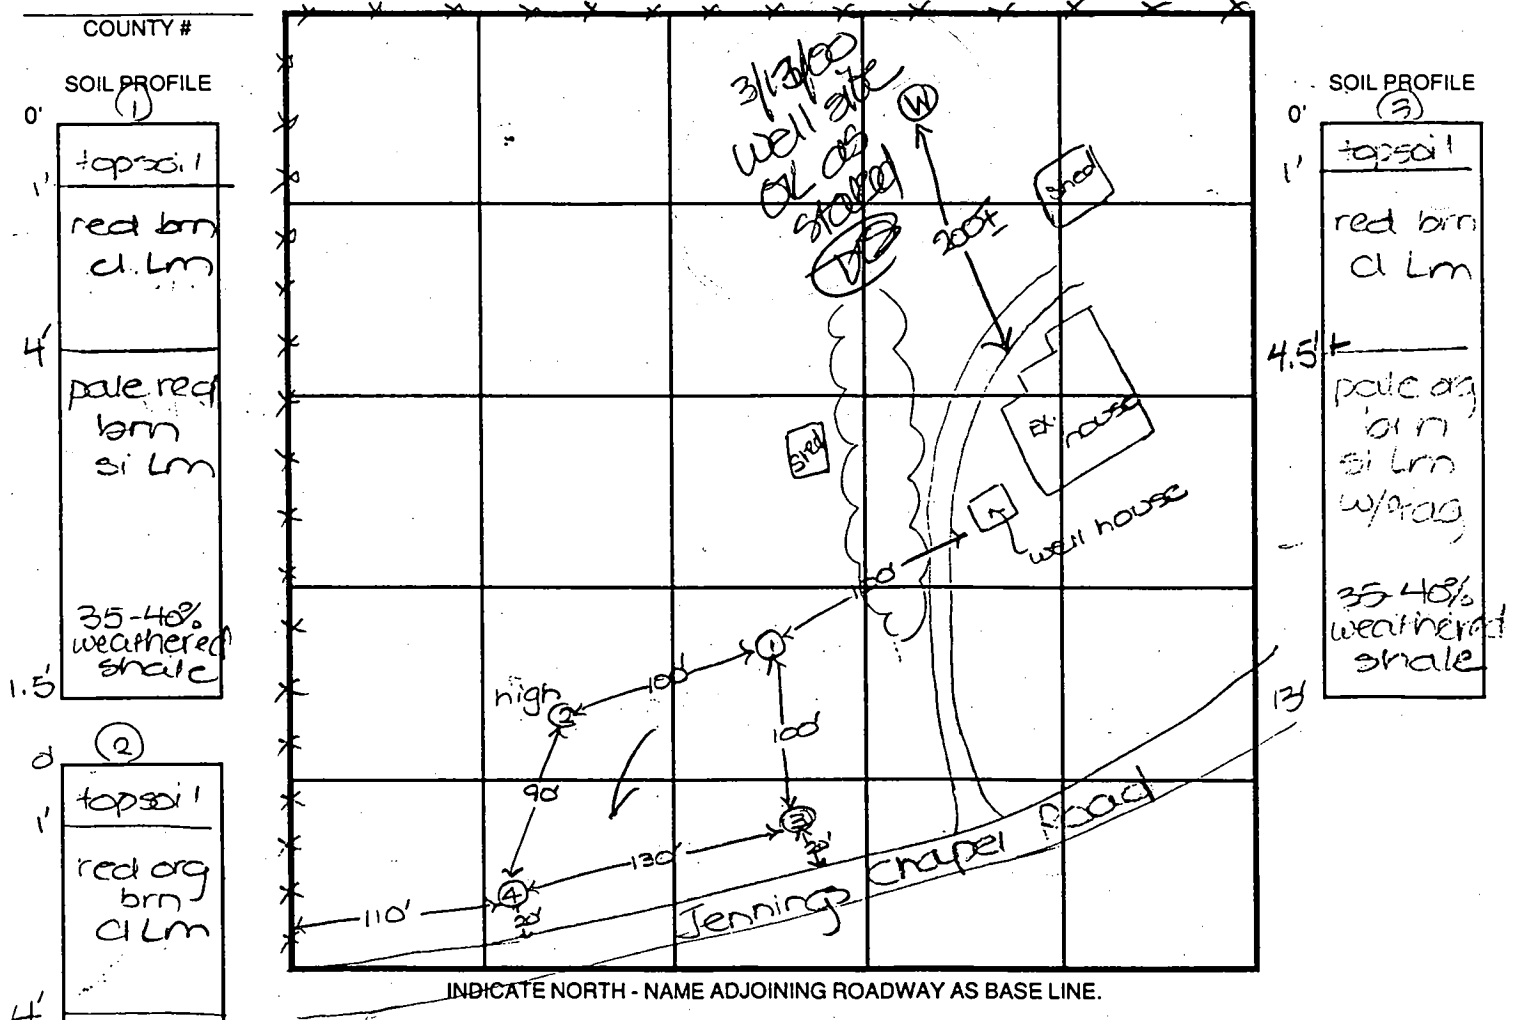 COUNTY #
SOIL PROFILE
1
0'
topsoil
1'
red brn
cl. Lm
4'
pale red
brn
si Lm
35-40%
weathered
shale
1.5'
2
0'
topsoil
1'
red org
brn
cl Lm
4'
3/13/00
well site
OK as
staked
W
200'±
shed
Ex. house
shed
well house
1
100'
high
2
100'
90'
3
20'
130'
4
20'
110'
Jennings Chapel Road
INDICATE NORTH - NAME ADJOINING ROADWAY AS BASE LINE.
SOIL PROFILE
3
0'
topsoil
1'
red brn
cl Lm
4.5'
pale org
brn
si Lm
w/frag
35-40%
weathered
shale
13'